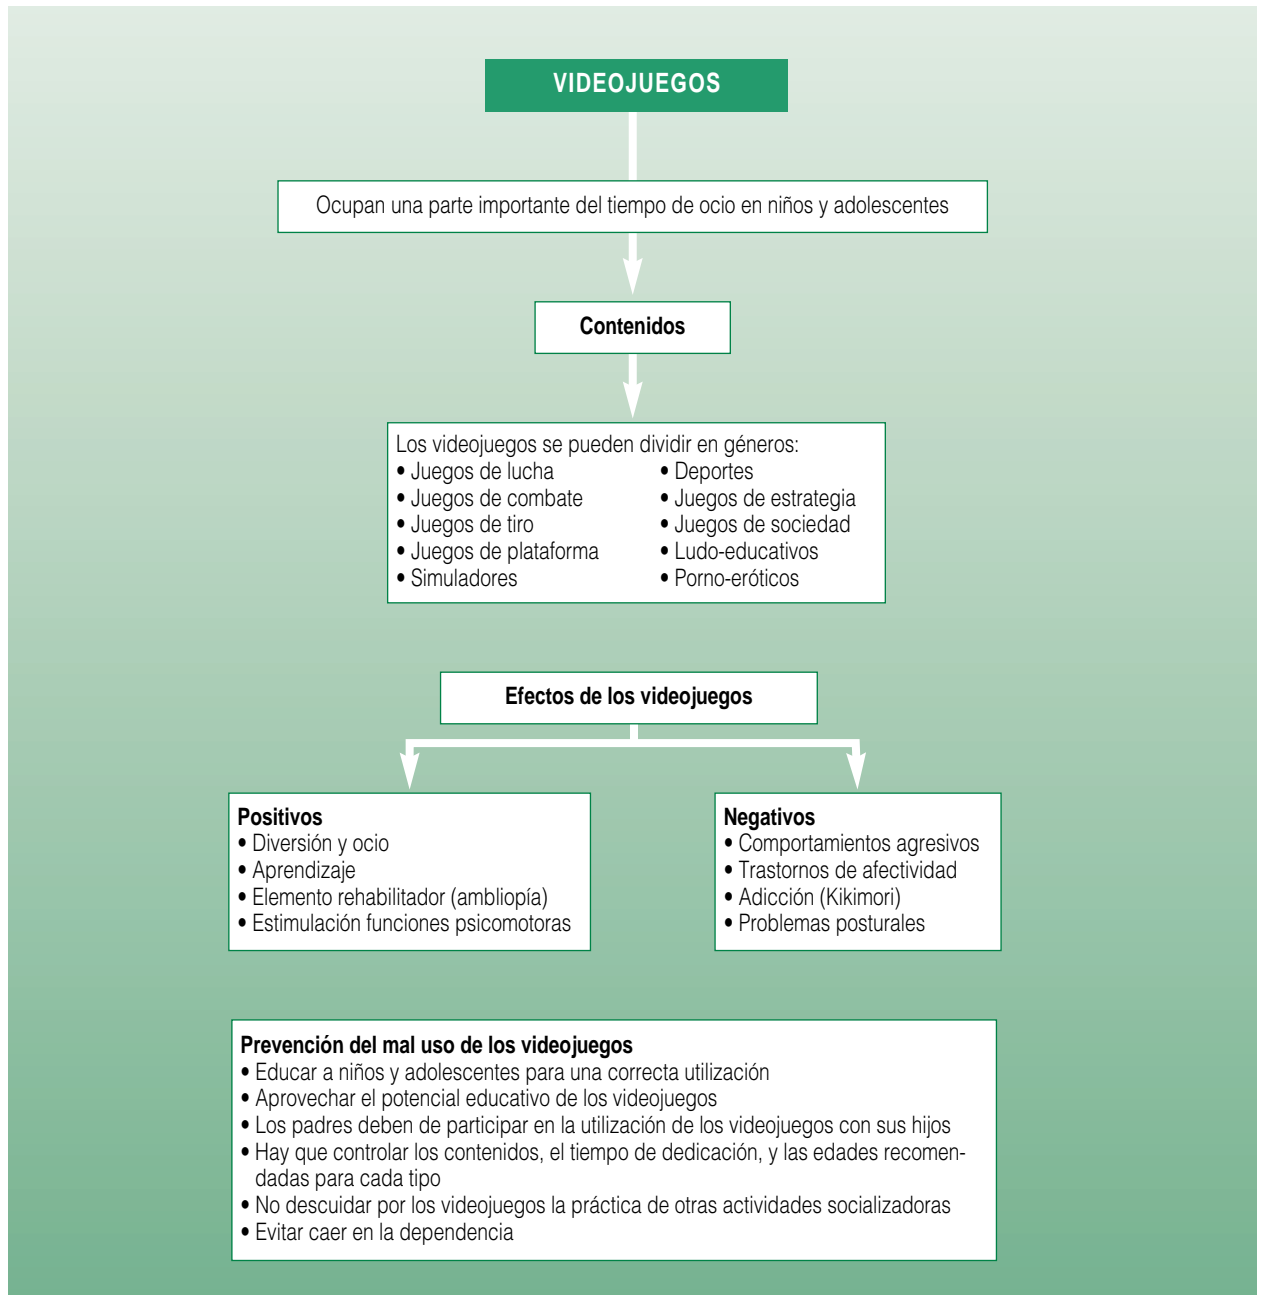 VIDEOJUEGOS
Ocupan una parte importante del tiempo de ocio en niños y adolescentes
Contenidos
Los videojuegos se pueden dividir en géneros:
• Juegos de lucha
• Juegos de combate
• Juegos de tiro
• Juegos de plataforma
• Simuladores
• Deportes
• Juegos de estrategia
• Juegos de sociedad
• Ludo-educativos
• Porno-eróticos
Efectos de los videojuegos
Positivos
• Diversión y ocio
• Aprendizaje
• Elemento rehabilitador (ambliopía)
• Estimulación funciones psicomotoras
Negativos
• Comportamientos agresivos
• Trastornos de afectividad
• Adicción (Kikimori)
• Problemas posturales
Prevención del mal uso de los videojuegos
• Educar a niños y adolescentes para una correcta utilización
• Aprovechar el potencial educativo de los videojuegos
• Los padres deben de participar en la utilización de los videojuegos con sus hijos
• Hay que controlar los contenidos, el tiempo de dedicación, y las edades recomen-
dadas para cada tipo
• No descuidar por los videojuegos la práctica de otras actividades socializadoras
• Evitar caer en la dependencia